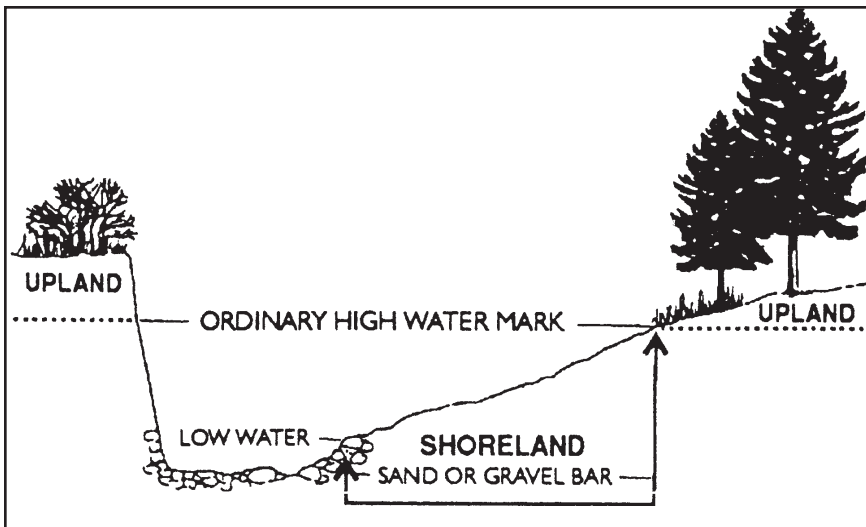 UPLAND
ORDINARY HIGH WATER MARK
UPLAND
LOW WATER
SHORELAND
SAND OR GRAVEL BAR